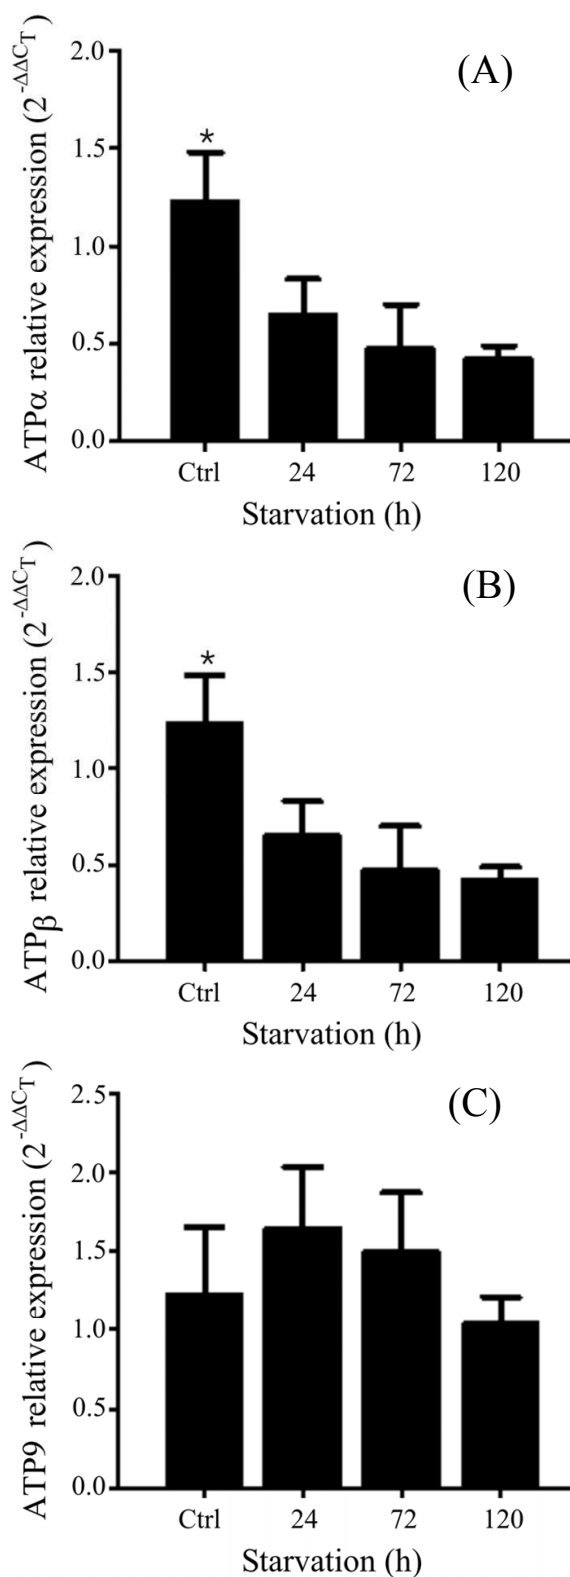 (A)
ATPα relative expression (2^-ΔΔCT)
2.0
1.5
1.0
0.5
0.0
*
Ctrl 24 72 120
Starvation (h)
(B)
ATPβ relative expression (2^-ΔΔCT)
2.0
1.5
1.0
0.5
0.0
*
Ctrl 24 72 120
Starvation (h)
(C)
ATP9 relative expression (2^-ΔΔCT)
2.5
2.0
1.5
1.0
0.5
0.0
Ctrl 24 72 120
Starvation (h)